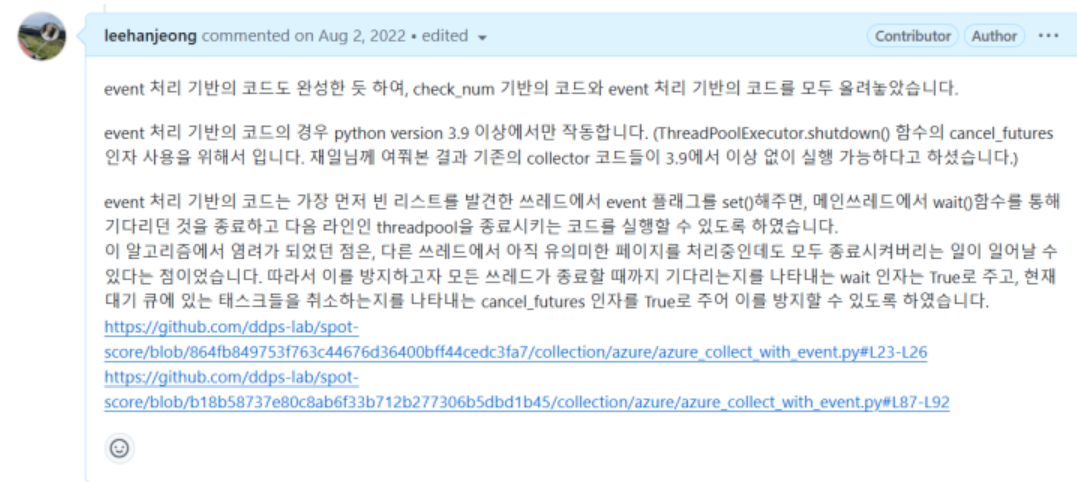 leehanjeong commented on Aug 2, 2022 • edited
Contributor Author ...
event 처리 기반의 코드도 완성한 듯 하여, check_num 기반의 코드와 event 처리 기반의 코드를 모두 올려놓았습니다.
event 처리 기반의 코드의 경우 python version 3.9 이상에서만 작동합니다. (ThreadPoolExecutor.shutdown() 함수의 cancel_futures
인자 사용을 위해서 입니다. 재일님께 여쭤본 결과 기존의 collector 코드들이 3.9에서 이상 없이 실행 가능하다고 하셨습니다.)
event 처리 기반의 코드는 가장 먼저 빈 리스트를 발견한 쓰레드에서 event 플래그를 set()해주면, 메인쓰레드에서 wait()함수를 통해
기다리던 것을 종료하고 다음 라인인 threadpool을 종료시키는 코드를 실행할 수 있도록 하였습니다.
이 알고리즘에서 염려가 되었던 점은, 다른 쓰레드에서 아직 유의미한 페이지를 처리중인데도 모두 종료시켜버리는 일이 일어날 수
있다는 점이었습니다. 따라서 이를 방지하고자 모든 쓰레드가 종료할 때까지 기다리는지를 나타내는 wait 인자는 True로 주고, 현재
대기 큐에 있는 태스크들을 취소하는지를 나타내는 cancel_futures 인자를 True로 주어 이를 방지할 수 있도록 하였습니다.
https://github.com/ddps-lab/spot-
score/blob/864fb849753f763c44676d36400bff44cedc3fa7/collection/azure/azure_collect_with_event.py#L23-L26
https://github.com/ddps-lab/spot-
score/blob/b18b58737e80c8ab6f33b712b277306b5dbd1b45/collection/azure/azure_collect_with_event.py#L87-L92